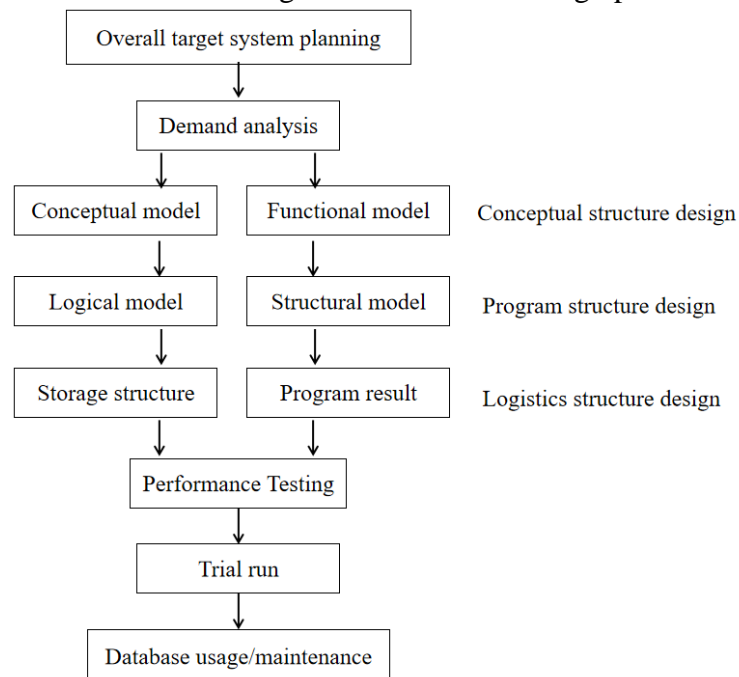 Overall target system planning
Demand analysis
Conceptual model Functional model Conceptual structure design
Logical model Structural model Program structure design
Storage structure Program result Logistics structure design
Performance Testing
Trial run
Database usage/maintenance